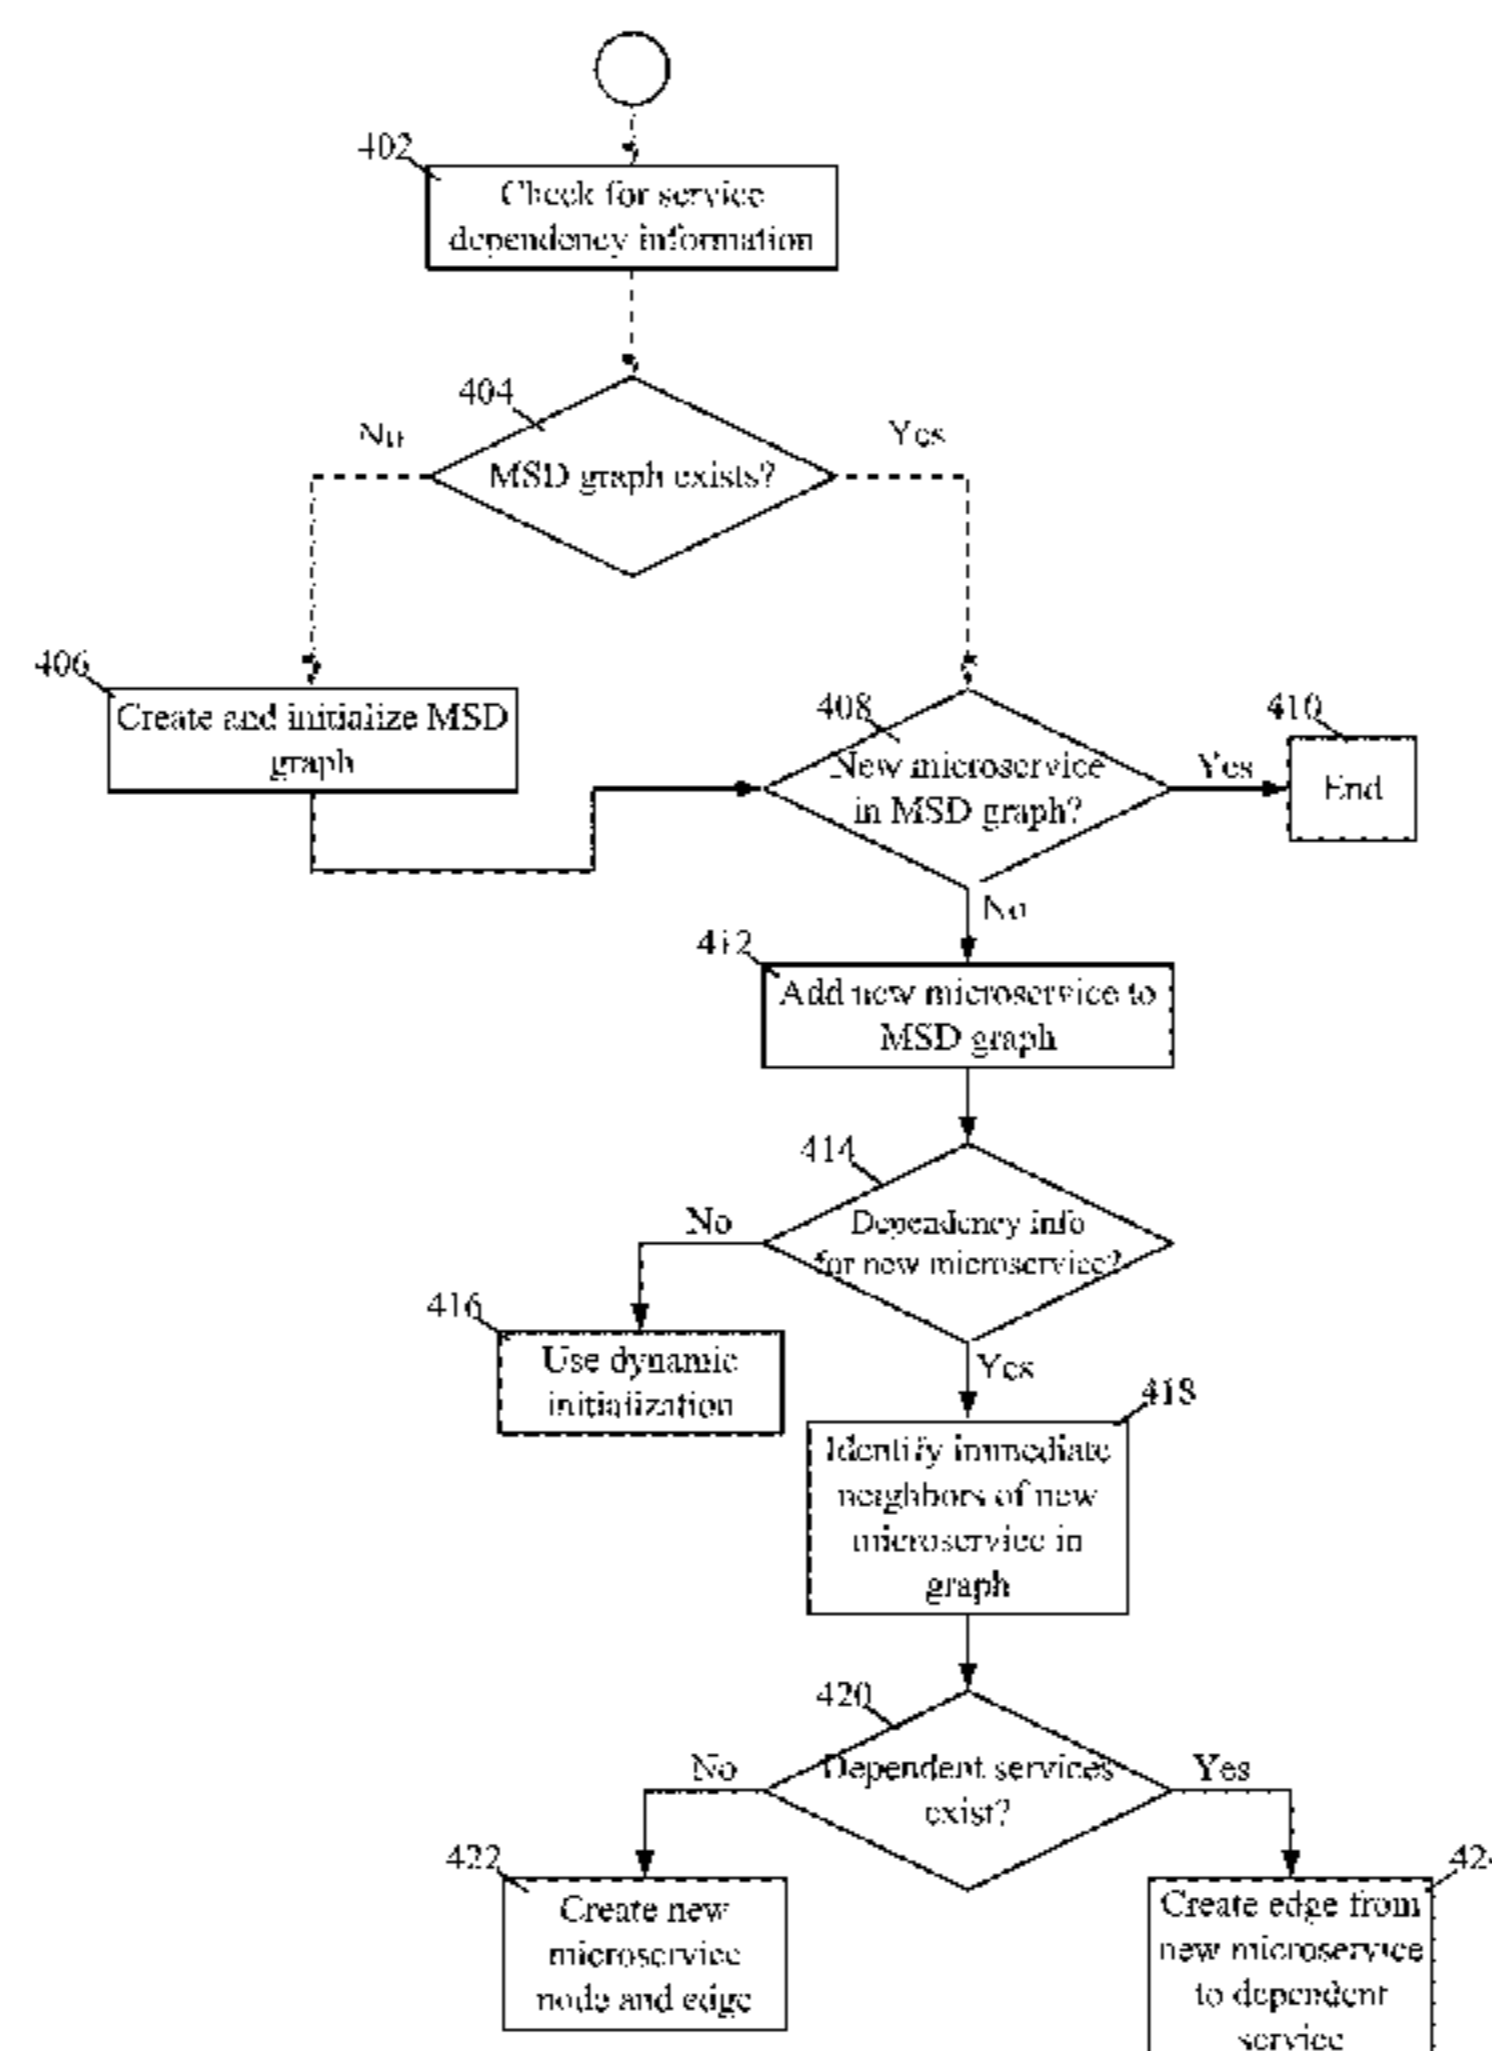 402
Check for service
dependency information
404
No
Yes
MSD graph exists?
406
Create and initialize MSD
graph
408
New microservice
in MSD graph?
Yes
410
End
No
412
Add new microservice to
MSD graph
414
No
Dependency info
for new microservice?
416
Use dynamic
initialization
Yes
418
Identify immediate
neighbors of new
microservice in
graph
420
No
Dependent services
exist?
Yes
422
Create new
microservice
node and edge
Create edge from
new microservice
to dependent
service